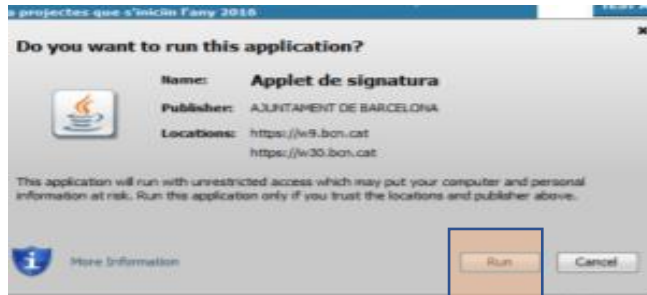 a projectes que s'iniciïn l'any 2016
Do you want to run this application?
Name: Applet de signatura
Publisher: AJUNTAMENT DE BARCELONA
Locations: https://w9.bcn.cat
https://w30.bcn.cat
This application will run with unrestricted access which may put your computer and personal
information at risk. Run this application only if you trust the locations and publisher above.
More Information
Run
Cancel